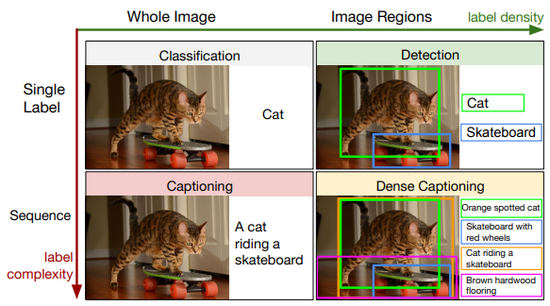 Whole Image
Image Regions
label density
Single
Label
Classification
Cat
Detection
Cat
Skateboard
Sequence
label
complexity
Captioning
A cat
riding a
skateboard
Dense Captioning
Orange spotted cat
Skateboard with
red wheels
Cat riding a
skateboard
Brown hardwood
flooring